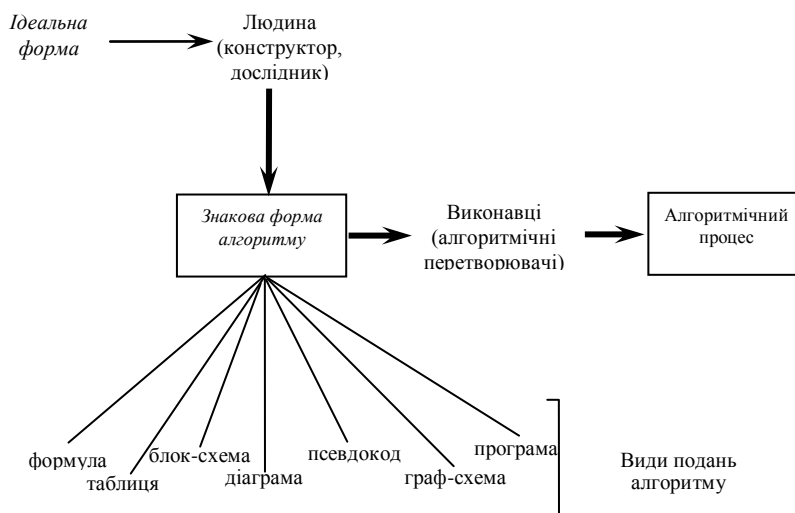 Ідеальна
форма
Людина
(конструктор,
дослідник)
Знакова форма
алгоритму
Виконавці
(алгоритмічні
перетворювачі)
Алгоритмічний
процес
формула
таблиця
блок-схема
діаграма
псевдокод
граф-схема
програма
Види подань
алгоритму